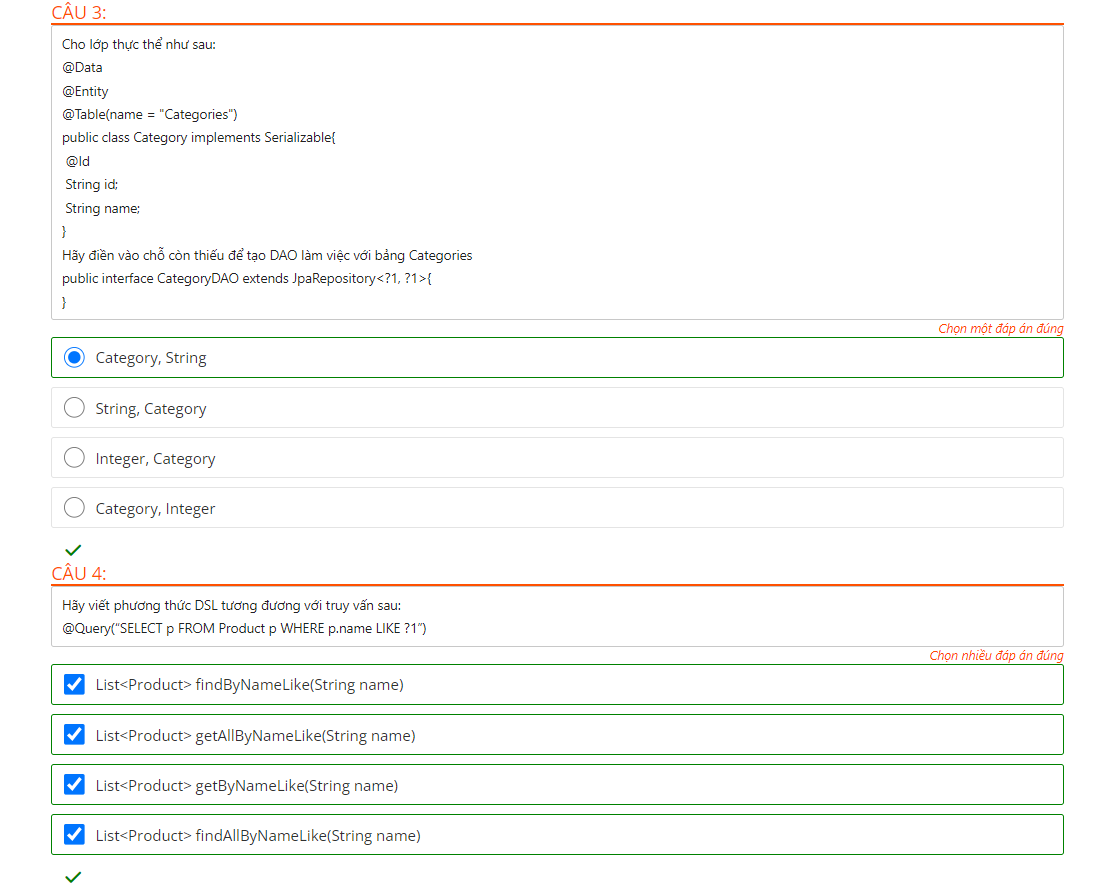 CÂU 3:
Cho lớp thực thể như sau:
@Data
@Entity
@Table(name = "Categories")
public class Category implements Serializable{
@Id
String id;
String name;
}
Hãy điền vào chỗ còn thiếu để tạo DAO làm việc với bảng Categories
public interface CategoryDAO extends JpaRepository<?1, ?1>{
}
Chọn một đáp án đúng
Category, String
String, Category
Integer, Category
Category, Integer
CÂU 4:
Hãy viết phương thức DSL tương đương với truy vấn sau:
@Query(“SELECT p FROM Product p WHERE p.name LIKE ?1”)
Chọn nhiều đáp án đúng
List<Product> findByNameLike(String name)
List<Product> getAllByNameLike(String name)
List<Product> getByNameLike(String name)
List<Product> findAllByNameLike(String name)